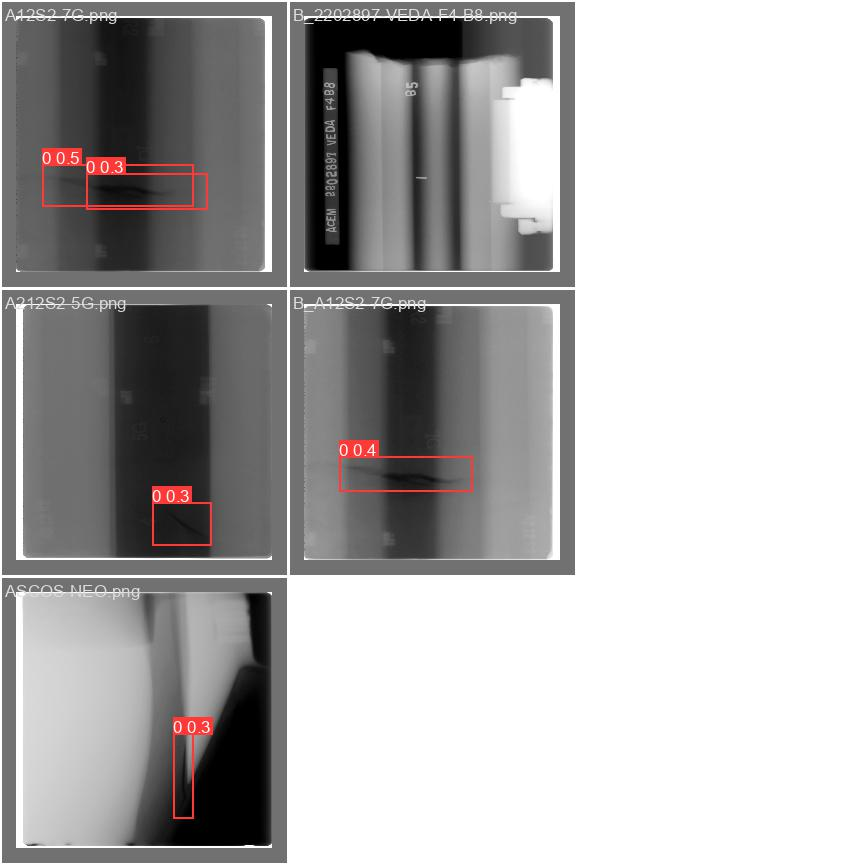 A12S2 7G.png
0 0.5
0 0.3
B_2202897 VEDA F4 B8.png
B5
ACEM 2202897 VEDA F4B8
A212S2 5G.png
0 0.3
5G
B_A12S2 7G.png
0 0.4
ASCOS NEO.png
0 0.3